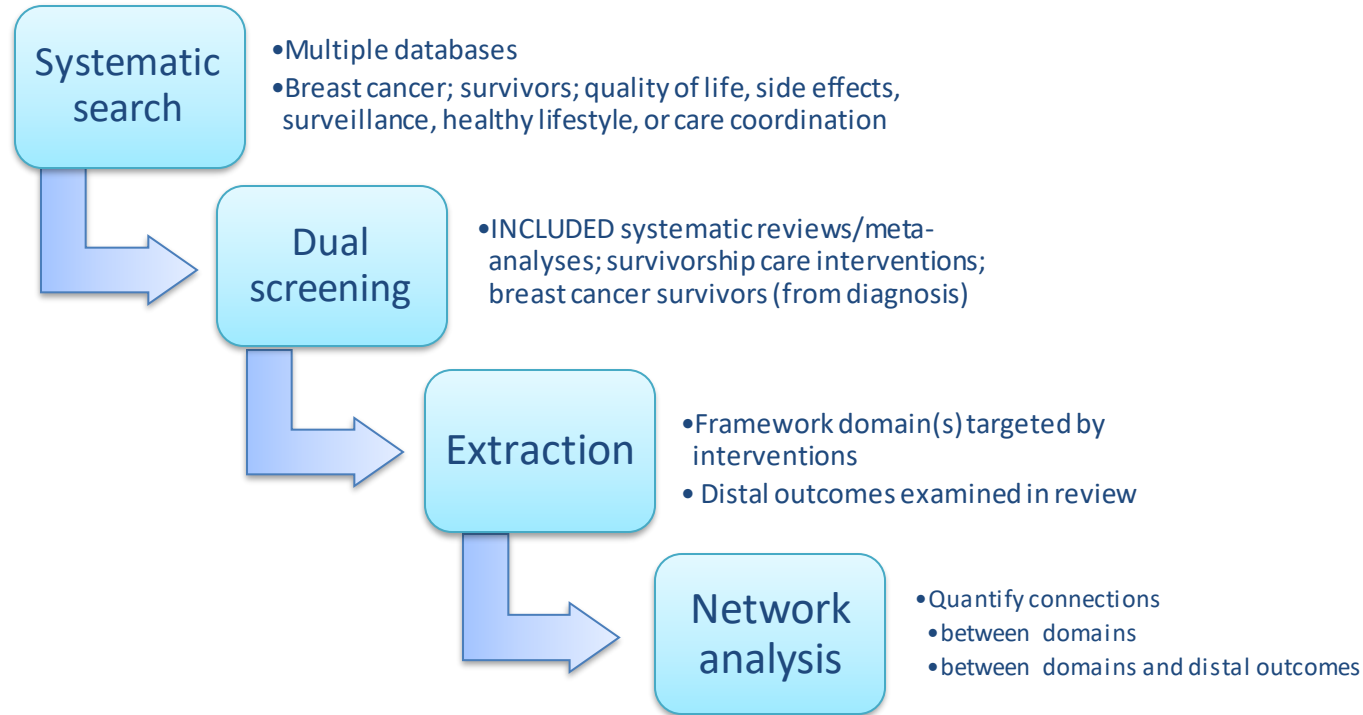 Systematic
search
•Multiple databases
•Breast cancer; survivors; quality of life, side effects,
surveillance, healthy lifestyle, or care coordination
Dual
screening
•INCLUDED systematic reviews/meta-
analyses; survivorship care interventions;
breast cancer survivors (from diagnosis)
Extraction
•Framework domain(s) targeted by
interventions
• Distal outcomes examined in review
Network
analysis
•Quantify connections
•between domains
•between domains and distal outcomes